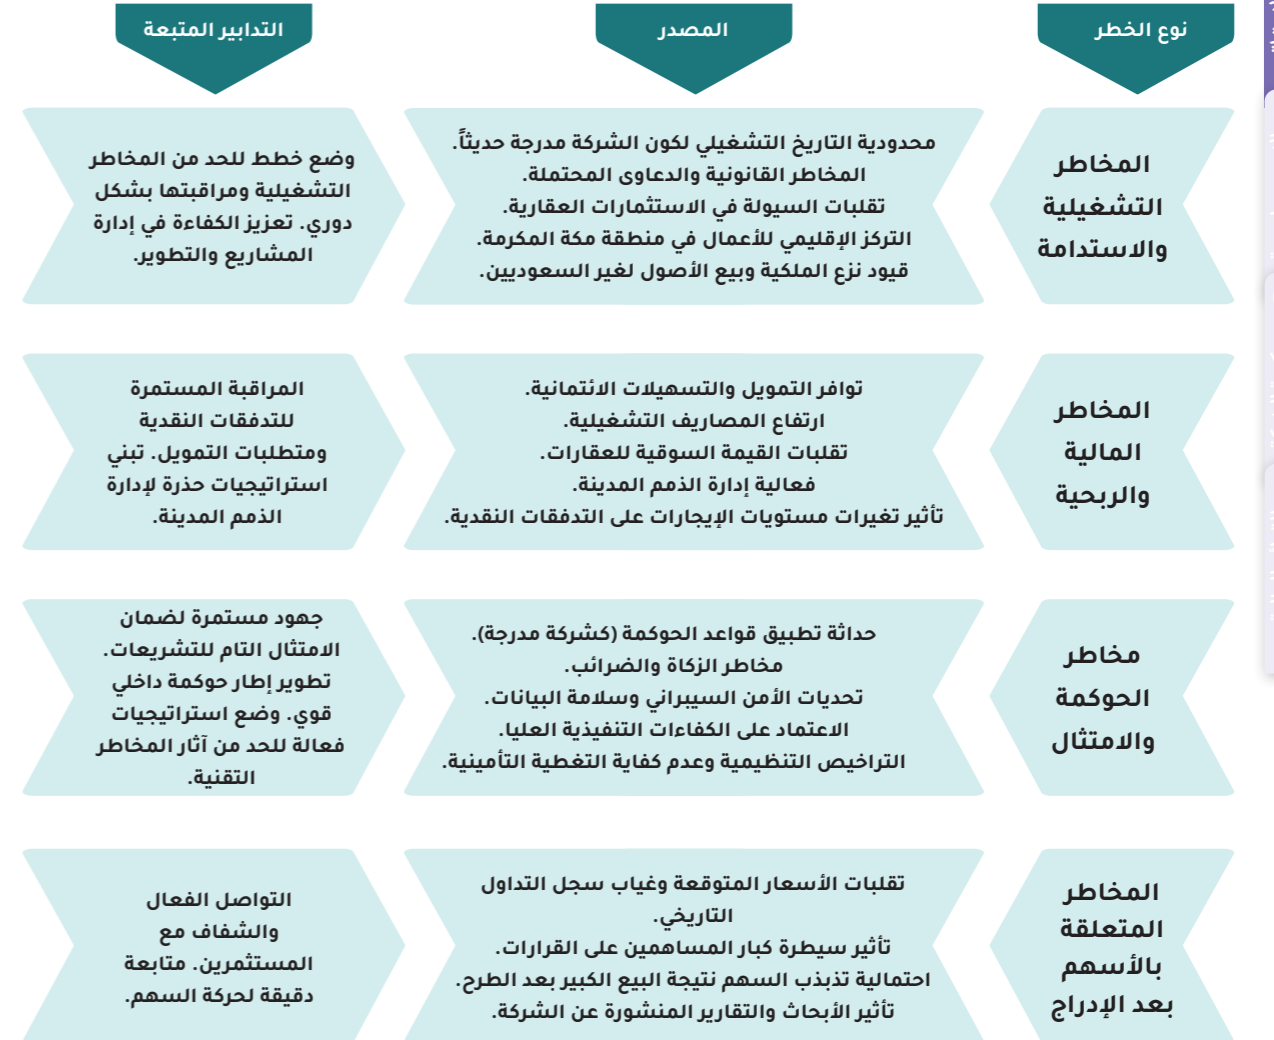 نوع الخطر
المصدر
التدابير المتبعة
المخاطر
التشغيلية
والاستدامة
محدودية التاريخ التشغيلي لكون الشركة مدرجة حديثاً.
المخاطر القانونية والدعاوى المحتملة.
تقلبات السيولة في الاستثمارات العقارية.
التركز الإقليمي للأعمال في منطقة مكة المكرمة.
قيود نزع الملكية وبيع الأصول لغير السعوديين.
وضع خطط للحد من المخاطر
التشغيلية ومراقبتها بشكل
دوري. تعزيز الكفاءة في إدارة
المشاريع والتطوير.
المخاطر
المالية
والربحية
توافر التمويل والتسهيلات الائتمانية.
ارتفاع المصاريف التشغيلية.
تقلبات القيمة السوقية للعقارات.
فعالية إدارة الذمم المدينة.
تأثير تغيرات مستويات الإيجارات على التدفقات النقدية.
المراقبة المستمرة
للتدفقات النقدية
ومتطلبات التمويل. تبني
استراتيجيات حذرة لإدارة
الذمم المدينة.
مخاطر
الحوكمة
والامتثال
حداثة تطبيق قواعد الحوكمة (كشركة مدرجة).
مخاطر الزكاة والضرائب.
تحديات الأمن السيبراني وسلامة البيانات.
الاعتماد على الكفاءات التنفيذية العليا.
التراخيص التنظيمية وعدم كفاية التغطية التأمينية.
جهود مستمرة لضمان
الامتثال التام للتشريعات.
تطوير إطار حوكمة داخلي
قوي. وضع استراتيجيات
فعالة للحد من آثار المخاطر
التقنية.
المخاطر
المتعلقة
بالأسهم
بعد الإدراج
تقلبات الأسعار المتوقعة وغياب سجل التداول
التاريخي.
تأثير سيطرة كبار المساهمين على القرارات.
احتمالية تذبذب السهم نتيجة البيع الكبير بعد الطرح.
تأثير الأبحاث والتقارير المنشورة عن الشركة.
التواصل الفعال
والشفاف مع
المستثمرين. متابعة
دقيقة لحركة السهم.